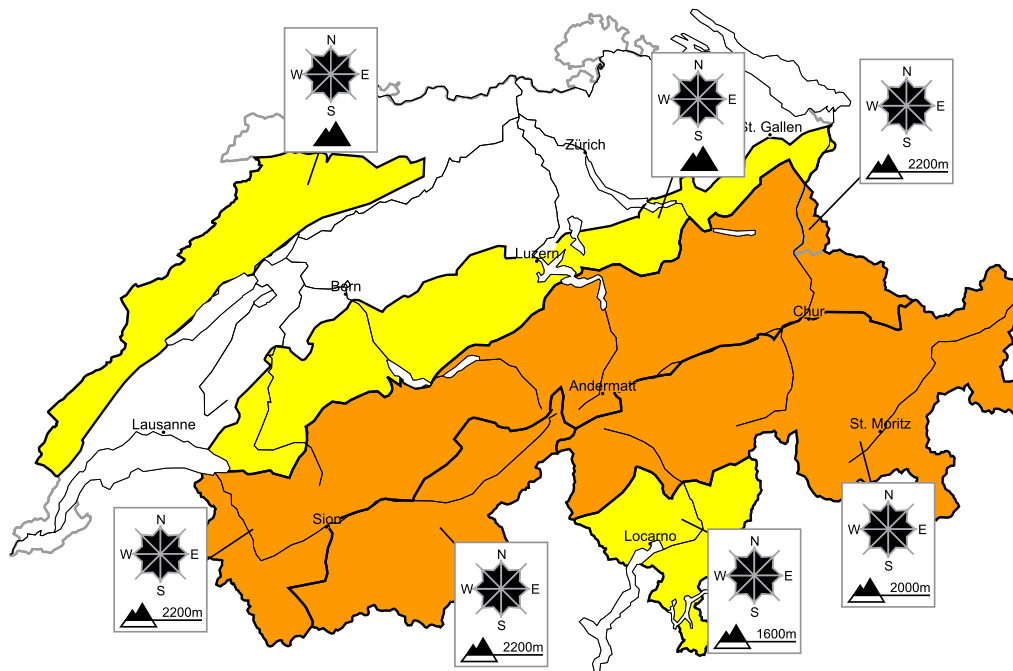 N
W E
S
N
W E
S
St. Gallen
N
W E
S
2200m
Zürich
Luzern
Bern
Chur
Andermatt
Lausanne
St. Moritz
Sion
Locarno
N
W E
S
2200m
N
W E
S
2200m
N
W E
S
1600m
N
W E
S
2000m